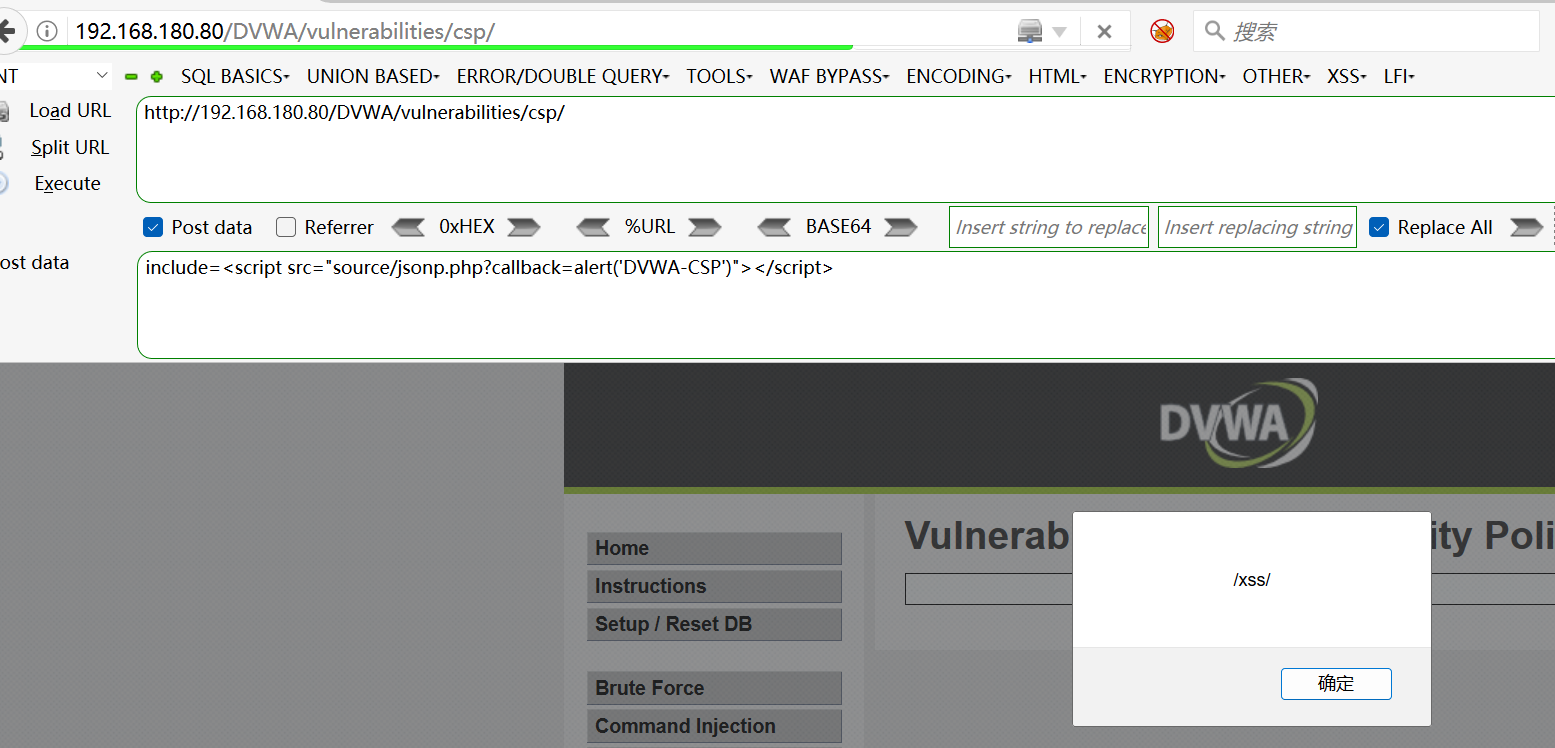 192.168.180.80/DVWA/vulnerabilities/csp/
搜索
NT
SQL BASICS
UNION BASED
ERROR/DOUBLE QUERY
TOOLS
WAF BYPASS
ENCODING
HTML
ENCRYPTION
OTHER
XSS
LFI
Load URL
http://192.168.180.80/DVWA/vulnerabilities/csp/
Split URL
Execute
Post data
Referrer
0xHEX
%URL
BASE64
Insert string to replace
Insert replacing string
Replace All
ost data
include=<script src="source/jsonp.php?callback=alert('DVWA-CSP')"></script>
DVWA
Vulnerab
ity Poli
Home
Instructions
Setup / Reset DB
Brute Force
Command Injection
/xss/
确定